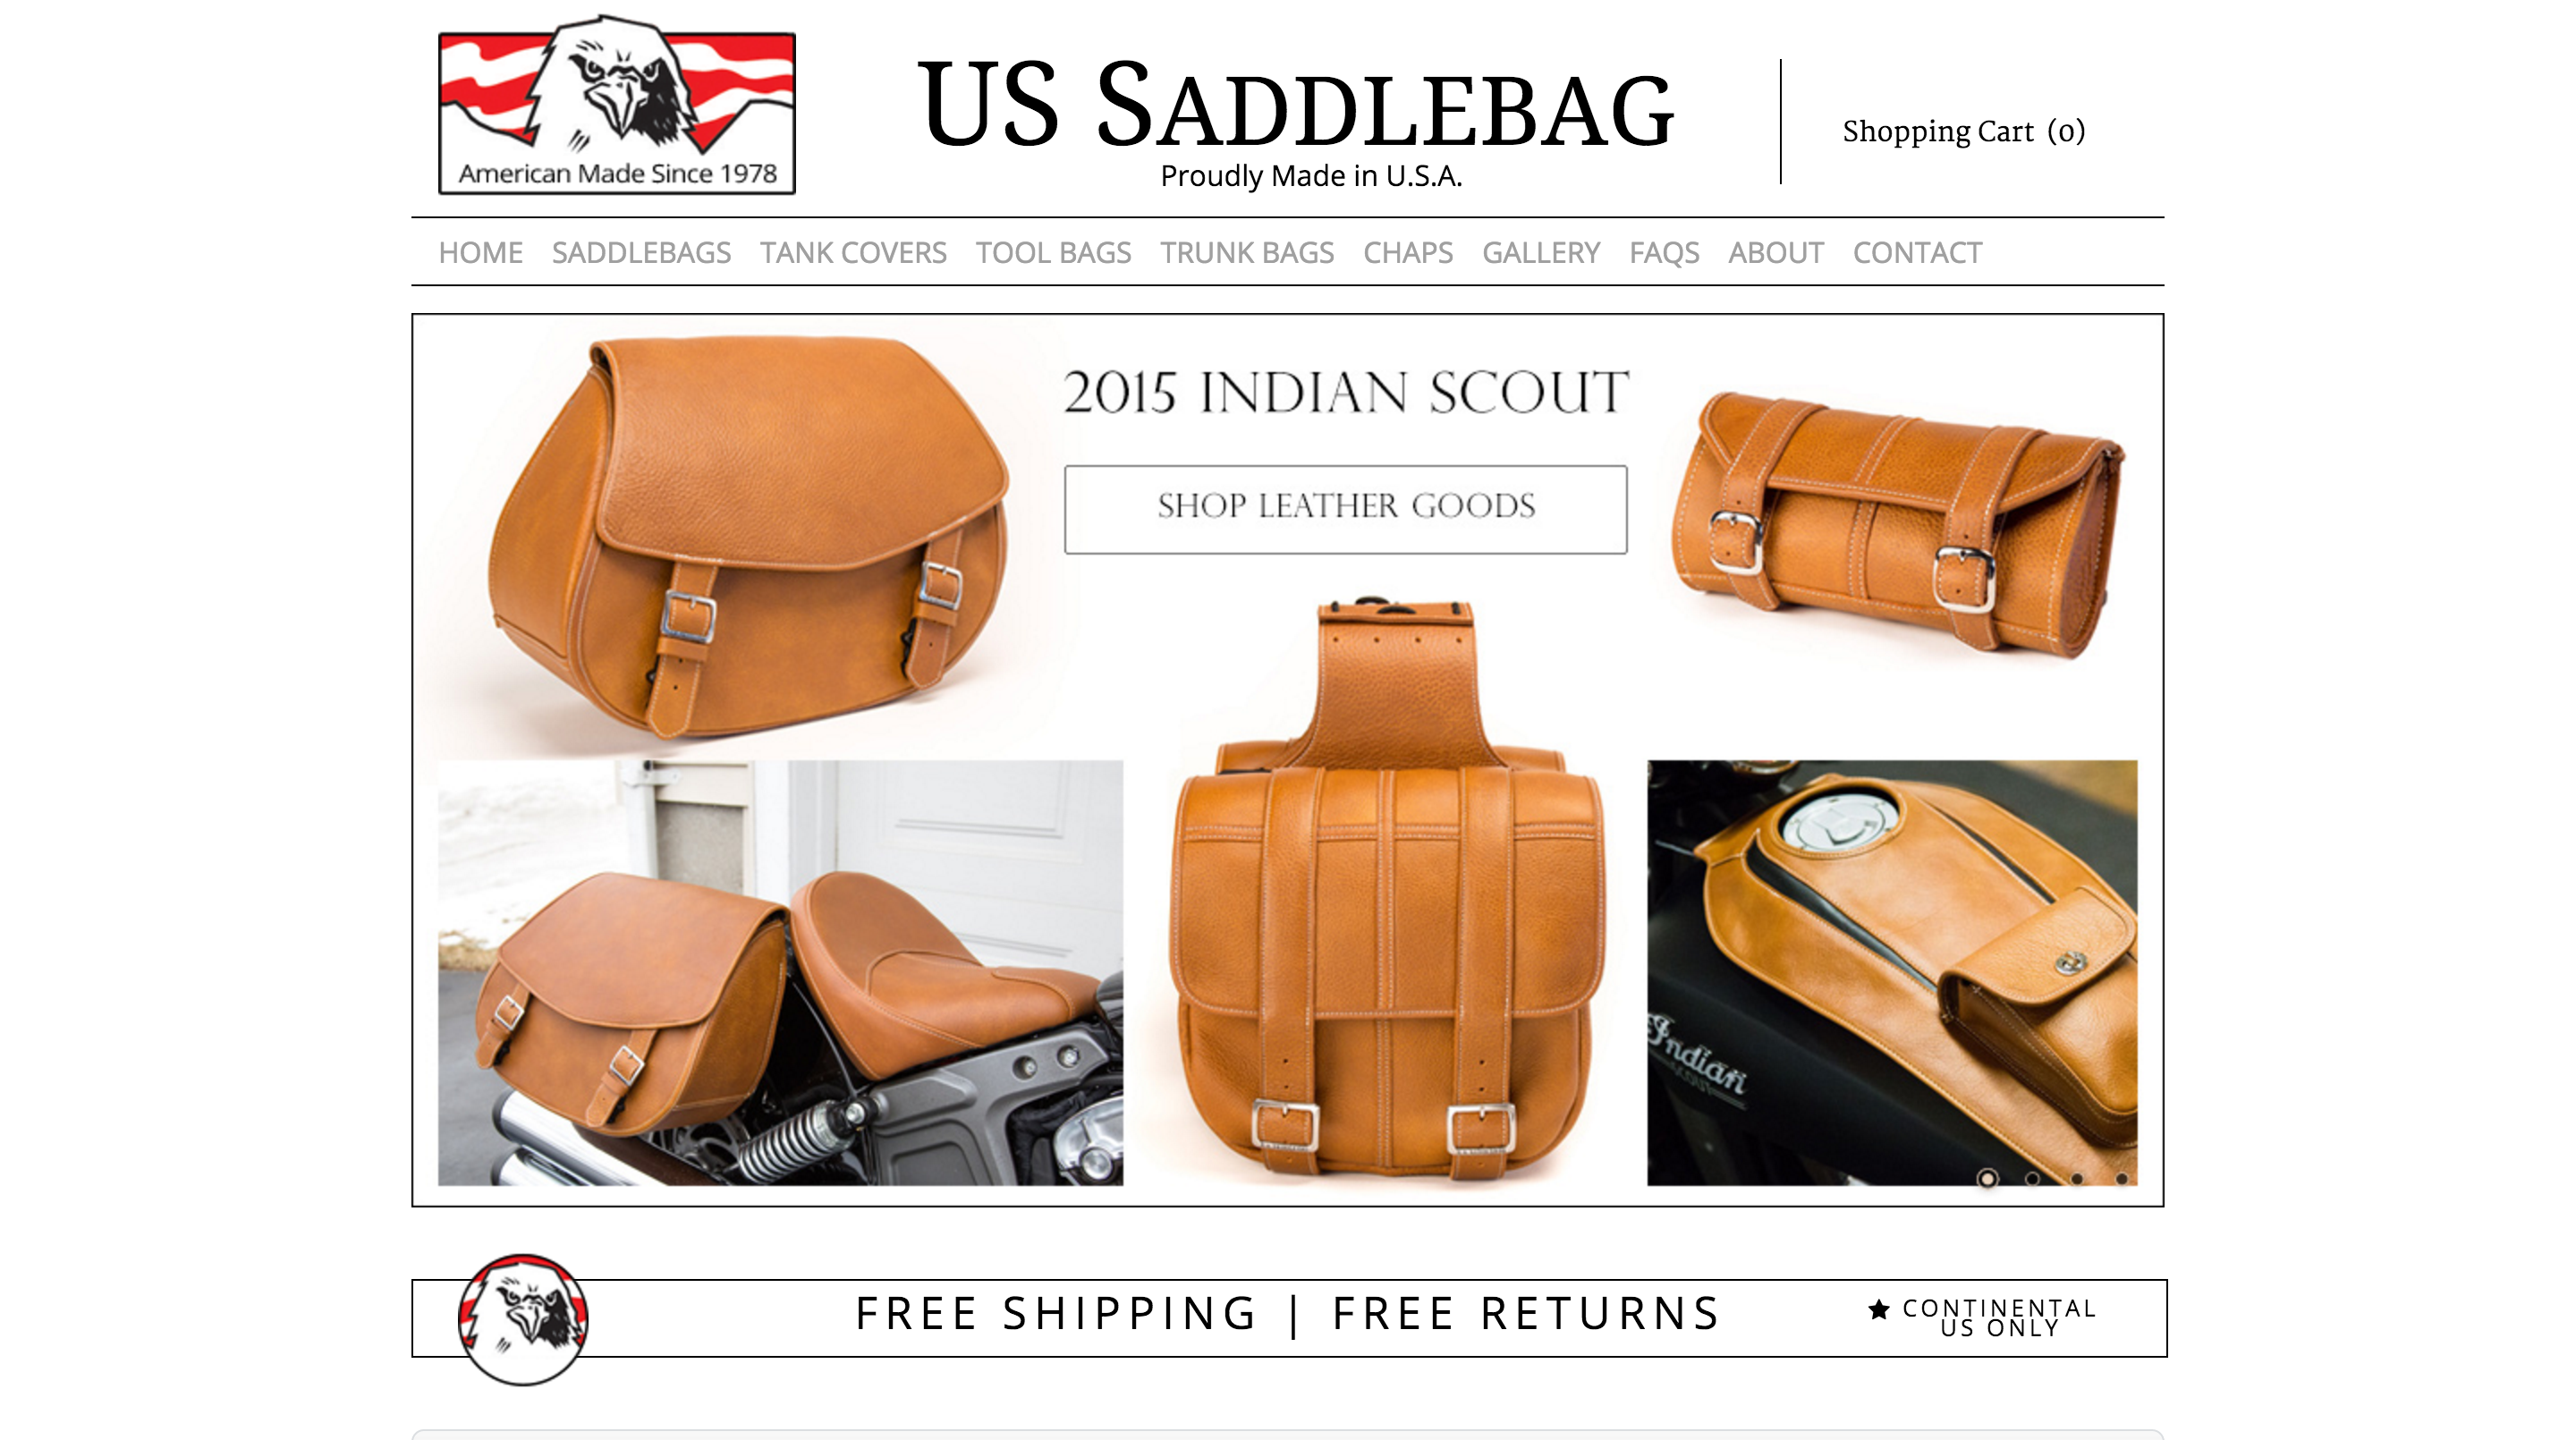 American Made Since 1978
US SADDLEBAG
Proudly Made in U.S.A.
Shopping Cart (0)
HOME SADDLEBAGS TANK COVERS TOOL BAGS TRUNK BAGS CHAPS GALLERY FAQS ABOUT CONTACT
2015 INDIAN SCOUT
SHOP LEATHER GOODS
Indian
SCOUT
FREE SHIPPING | FREE RETURNS
★ CONTINENTAL
US ONLY